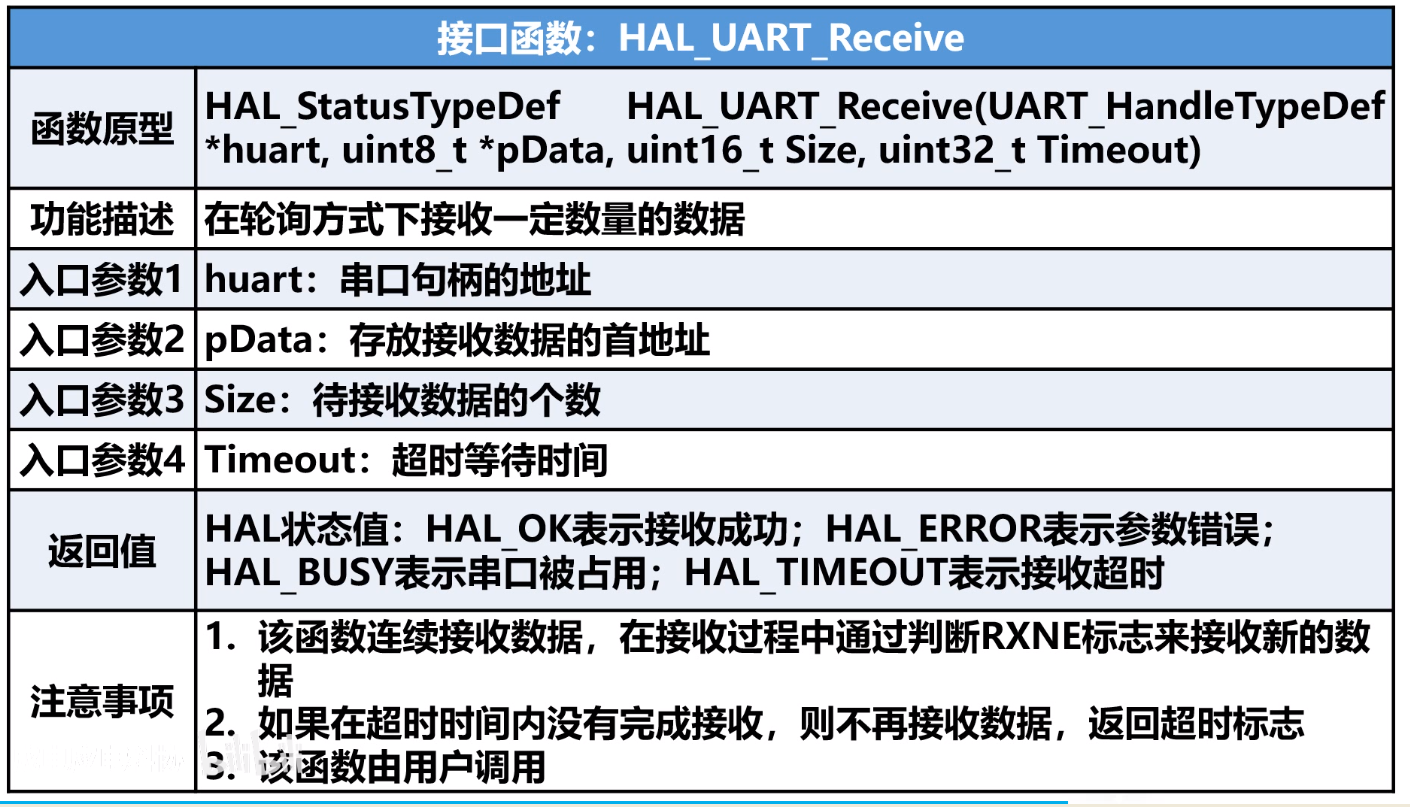 接口函数：HAL_UART_Receive
函数原型
HAL_StatusTypeDef HAL_UART_Receive(UART_HandleTypeDef
*huart, uint8_t *pData, uint16_t Size, uint32_t Timeout)
功能描述
在轮询方式下接收一定数量的数据
入口参数1
huart：串口句柄的地址
入口参数2
pData：存放接收数据的首地址
入口参数3
Size：待接收数据的个数
入口参数4
Timeout：超时等待时间
返回值
HAL状态值：HAL_OK表示接收成功；HAL_ERROR表示参数错误；
HAL_BUSY表示串口被占用；HAL_TIMEOUT表示接收超时
注意事项
1. 该函数连续接收数据，在接收过程中通过判断RXNE标志来接收新的数
据
2. 如果在超时时间内没有完成接收，则不再接收数据，返回超时标志
3. 该函数由用户调用